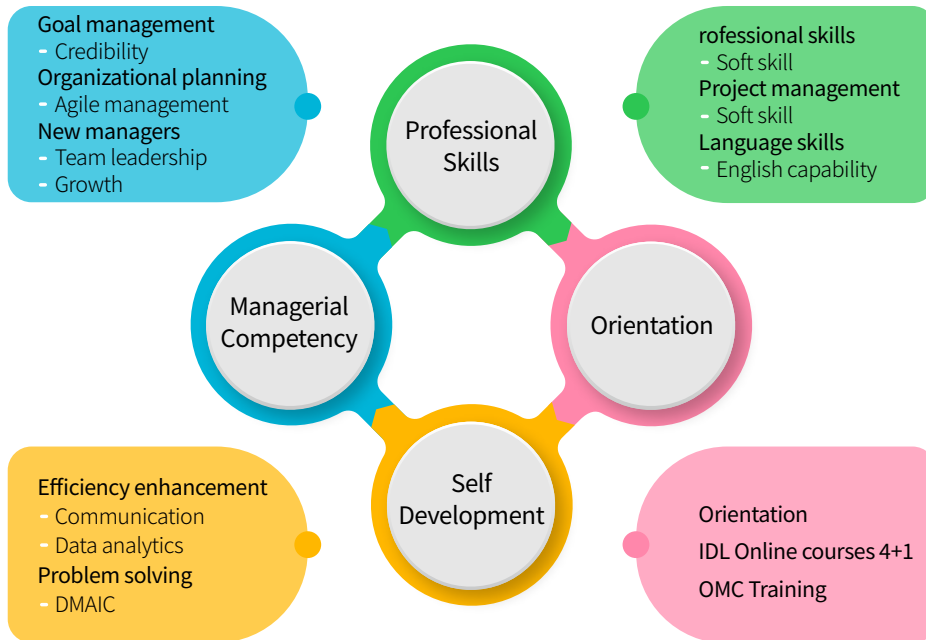 Goal management
- Credibility
Organizational planning
- Agile management
New managers
- Team leadership
- Growth
rofessional skills
- Soft skill
Project management
- Soft skill
Language skills
- English capability
Professional
Skills
Managerial
Competency
Orientation
Self
Development
Efficiency enhancement
- Communication
- Data analytics
Problem solving
- DMAIC
Orientation
IDL Online courses 4+1
OMC Training